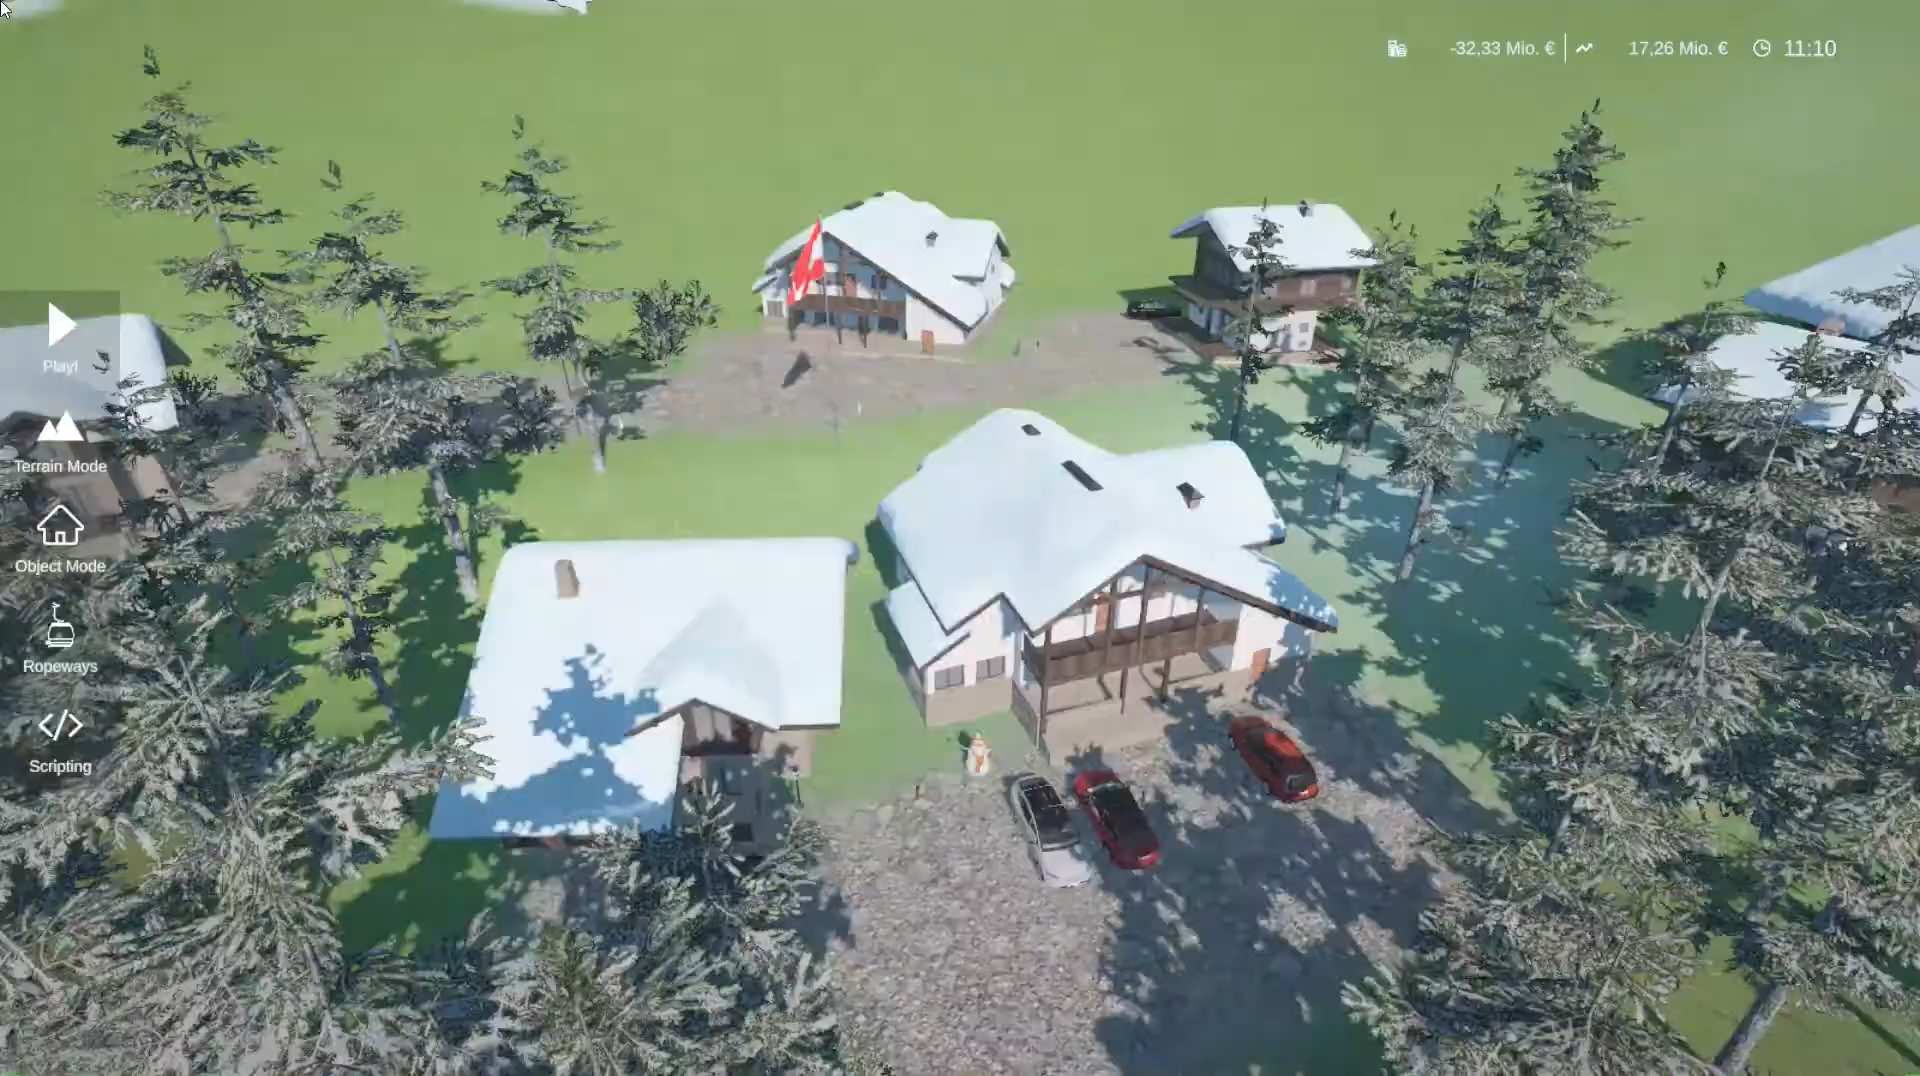 -32,33 Mio. €
17,26 Mio. €
11:10
Play!
Terrain Mode
Object Mode
Ropeways
Scripting